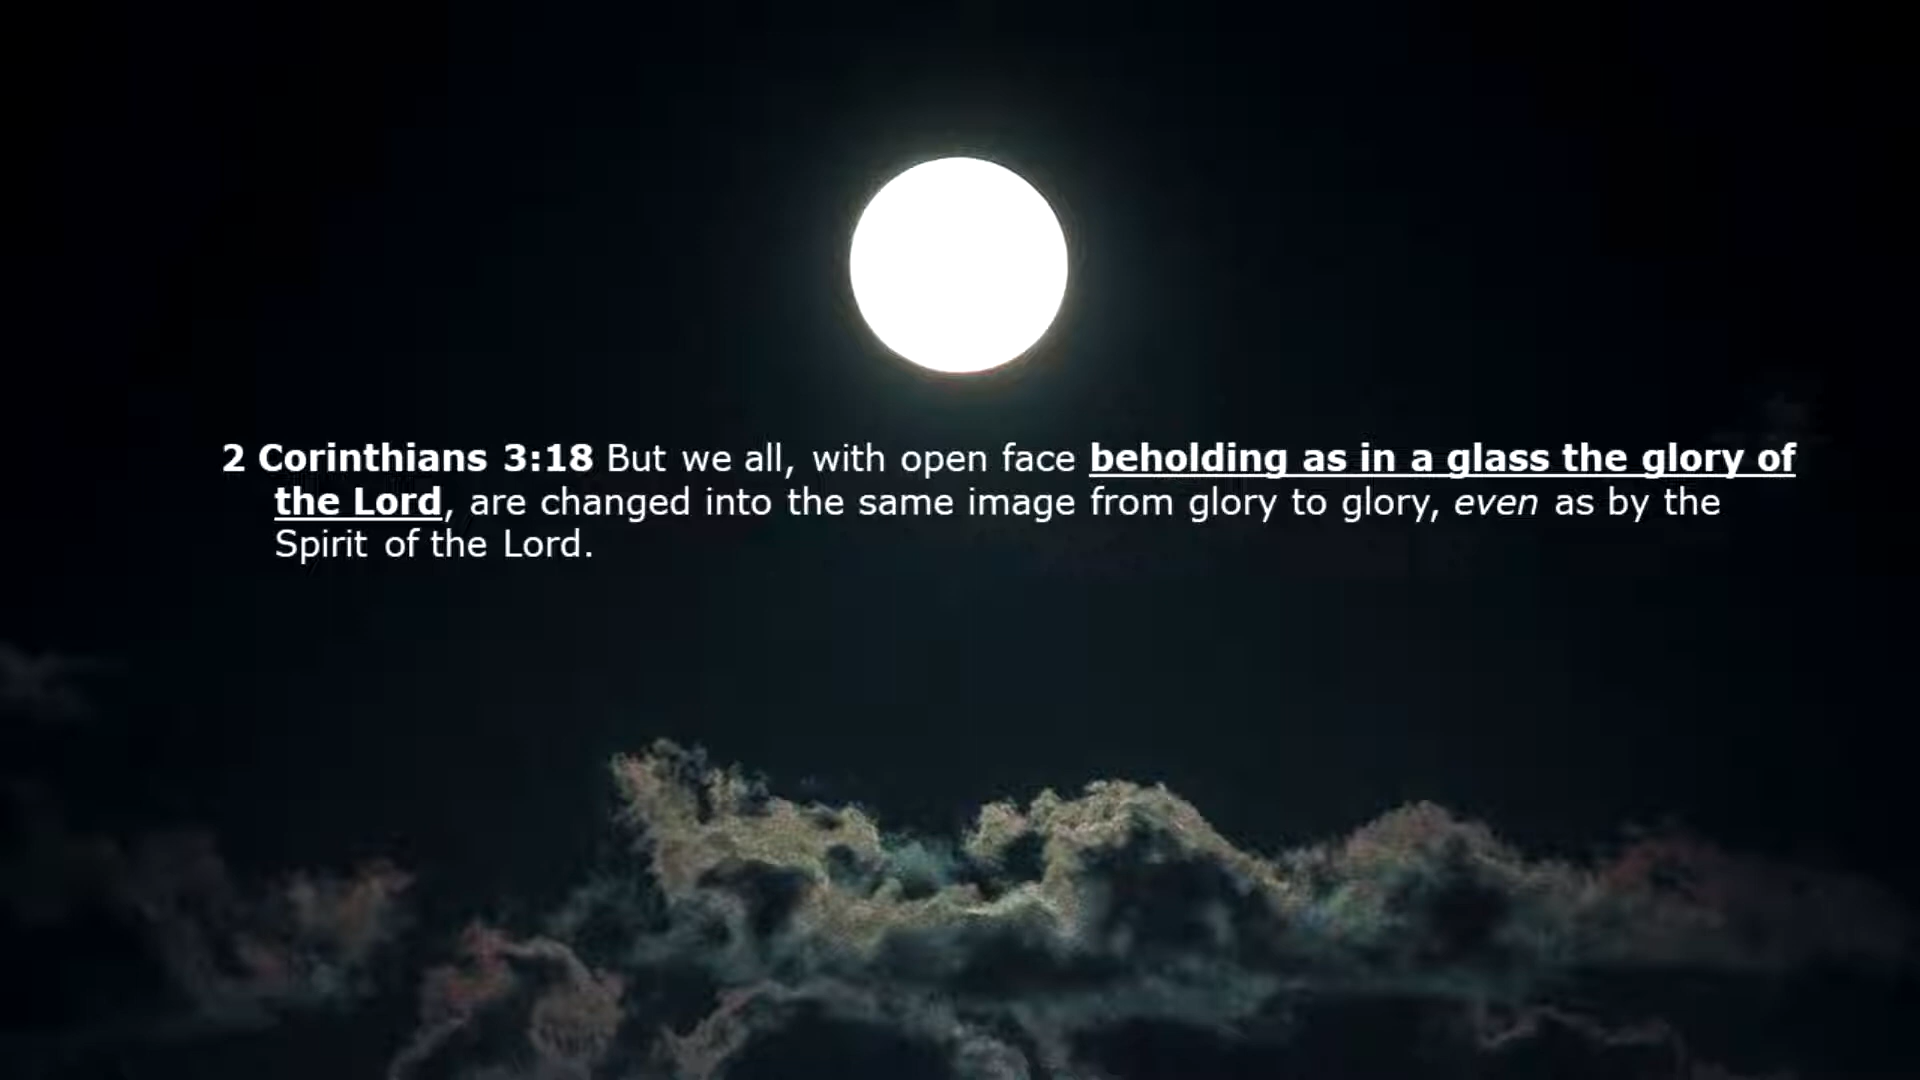 2 Corinthians 3:18 But we all, with open face beholding as in a glass the glory of
the Lord, are changed into the same image from glory to glory, even as by the
Spirit of the Lord.